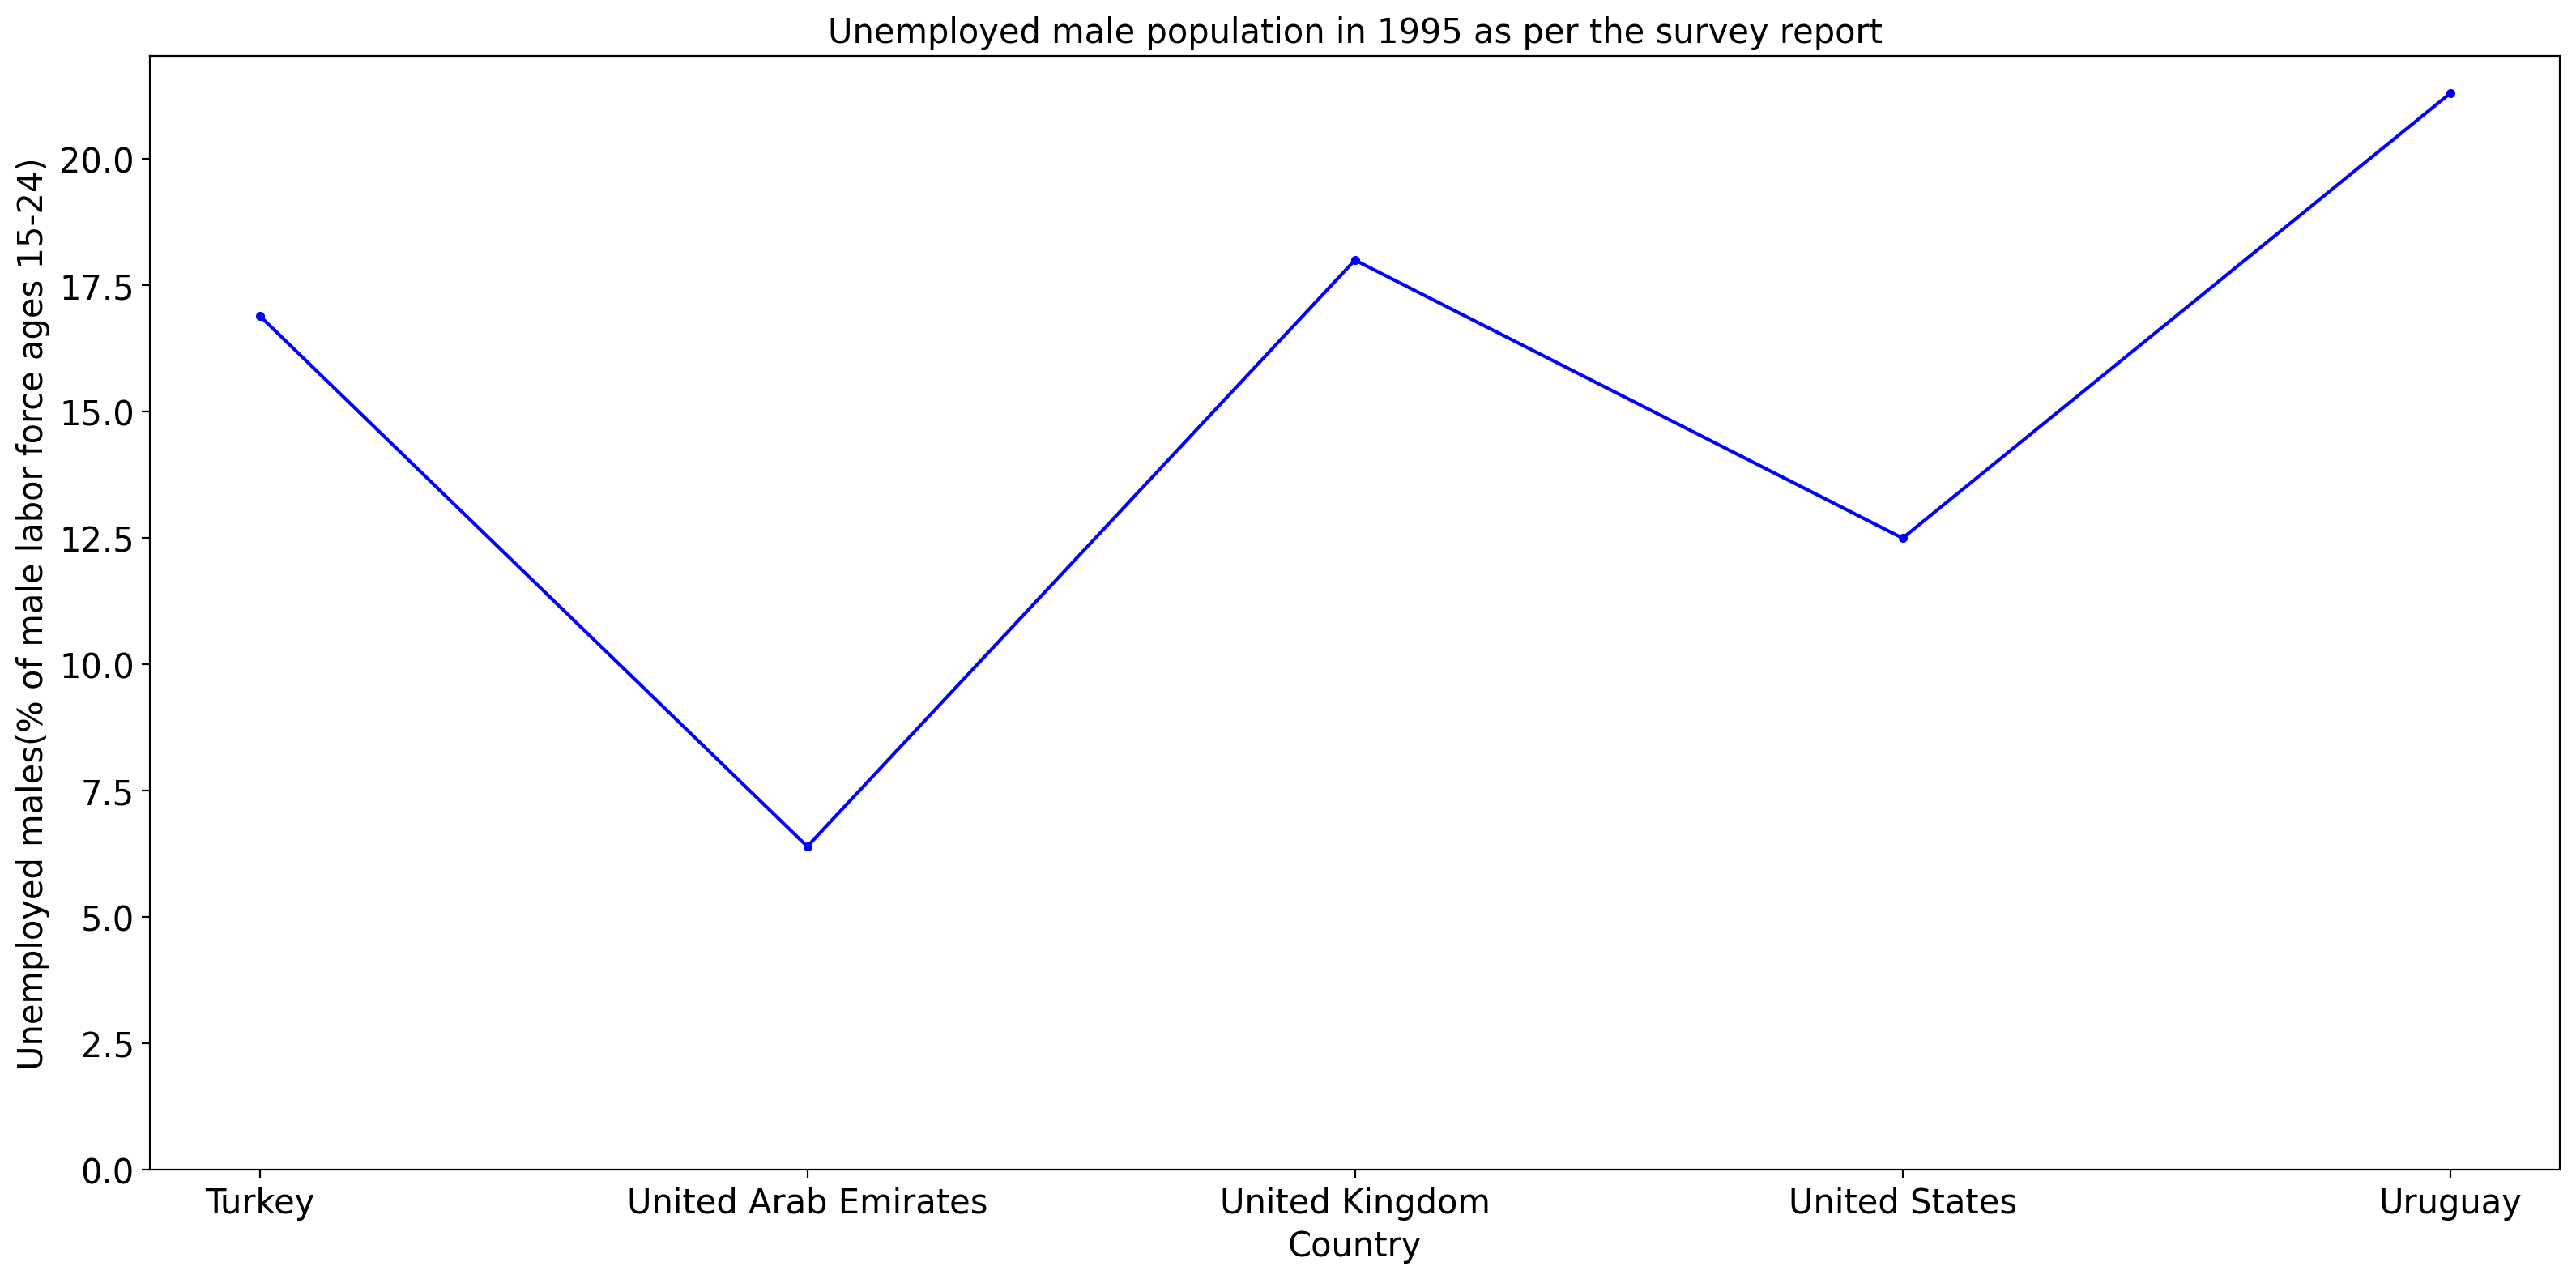 Unemployed male population in 1995 as per the survey report
Unemployed males(% of male labor force ages 15-24)
20.0
17.5
15.0
12.5
10.0
7.5
5.0
2.5
0.0
Turkey United Arab Emirates United Kingdom United States Uruguay
Country